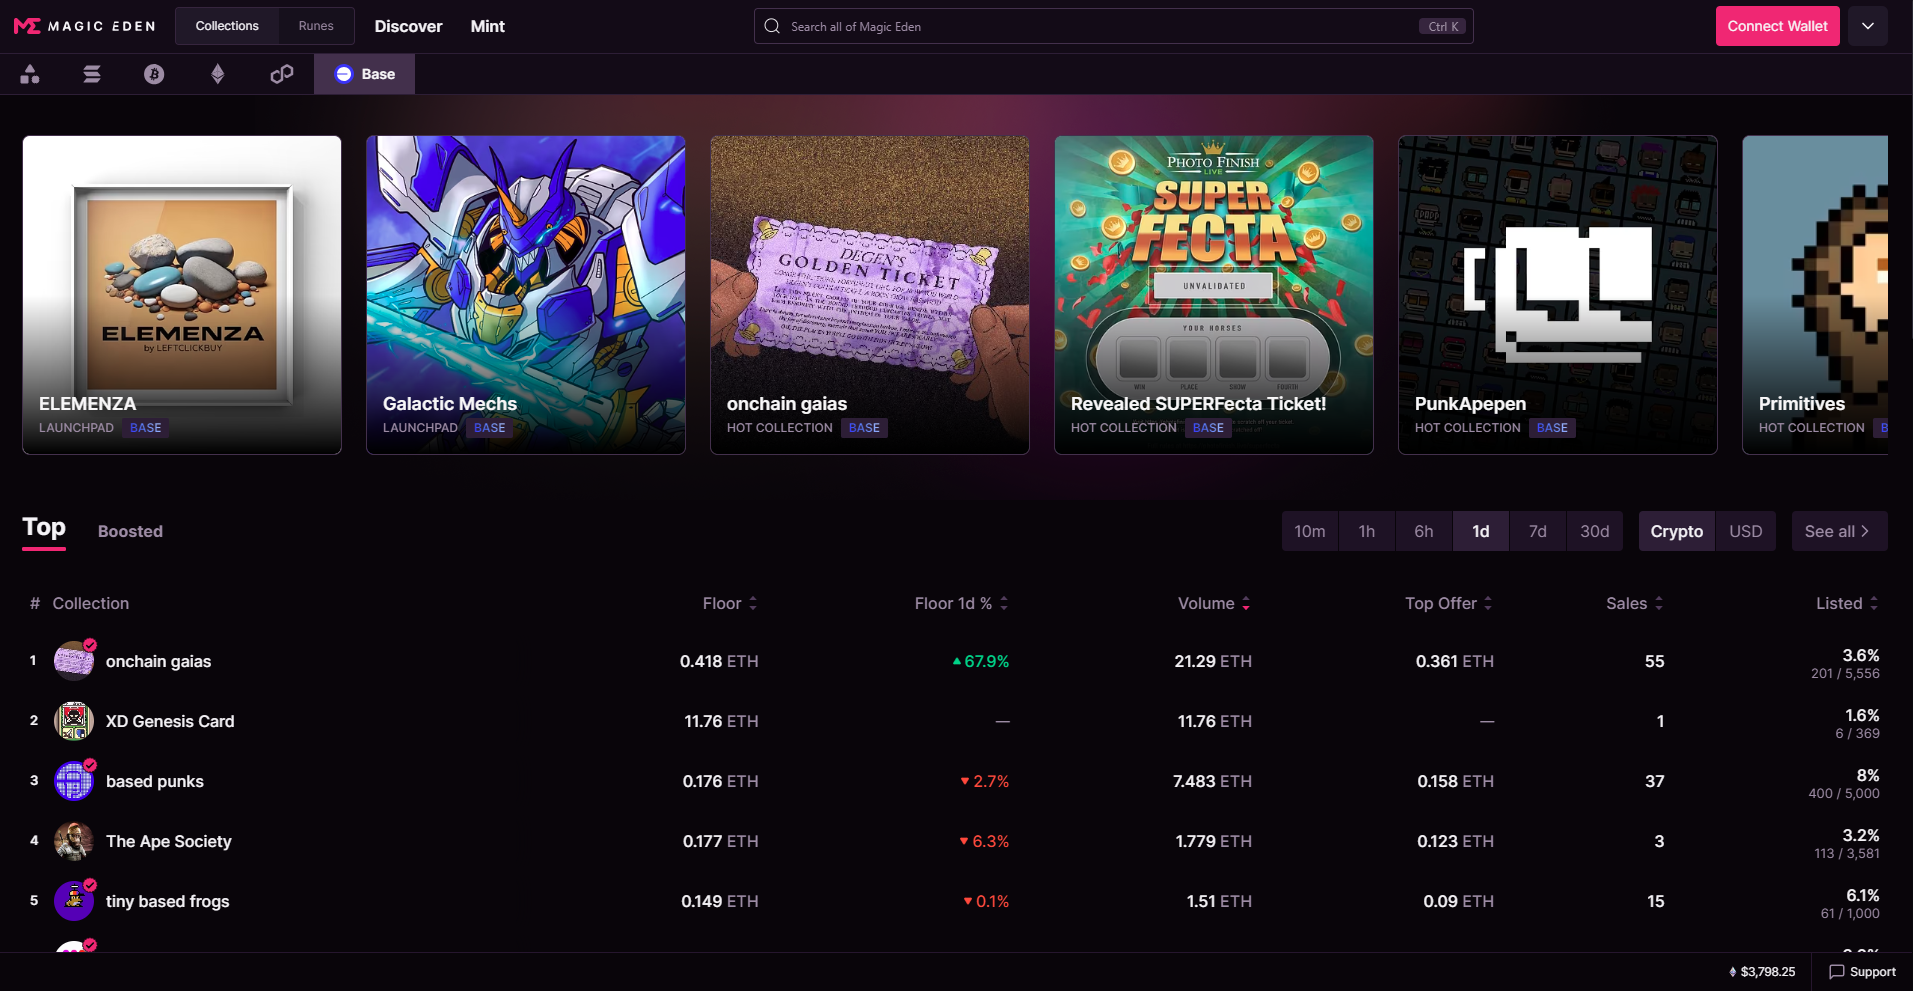 MAGIC EDEN
Collections
Runes
Discover
Mint
Search all of Magic Eden
Ctrl K
Connect Wallet
Base
ELEMENZA
by LEFTCLICKBUY
ELEMENZA
LAUNCHPAD BASE
Galactic Mechs
LAUNCHPAD BASE
DEGEN'S
GOLDEN TICKET
onchain gaias
HOT COLLECTION BASE
PHOTO FINISH
LIVE
SUPER
FECTA
UNVALIDATED
YOUR HORSES
WIN PLACE SHOW FOURTH
Revealed SUPERFecta Ticket!
HOT COLLECTION BASE
PunkApepen
HOT COLLECTION BASE
Primitives
HOT COLLECTION B
Top
Boosted
10m 1h 6h 1d 7d 30d
Crypto USD
See all
# Collection Floor Floor 1d % Volume Top Offer Sales Listed
1 onchain gaias 0.418 ETH 67.9% 21.29 ETH 0.361 ETH 55 3.6%
201 / 5,556
2 XD Genesis Card 11.76 ETH — 11.76 ETH — 1 1.6%
6 / 369
3 based punks 0.176 ETH 2.7% 7.483 ETH 0.158 ETH 37 8%
400 / 5,000
4 The Ape Society 0.177 ETH 6.3% 1.779 ETH 0.123 ETH 3 3.2%
113 / 3,581
5 tiny based frogs 0.149 ETH 0.1% 1.51 ETH 0.09 ETH 15 6.1%
61 / 1,000
$3,798.25
Support